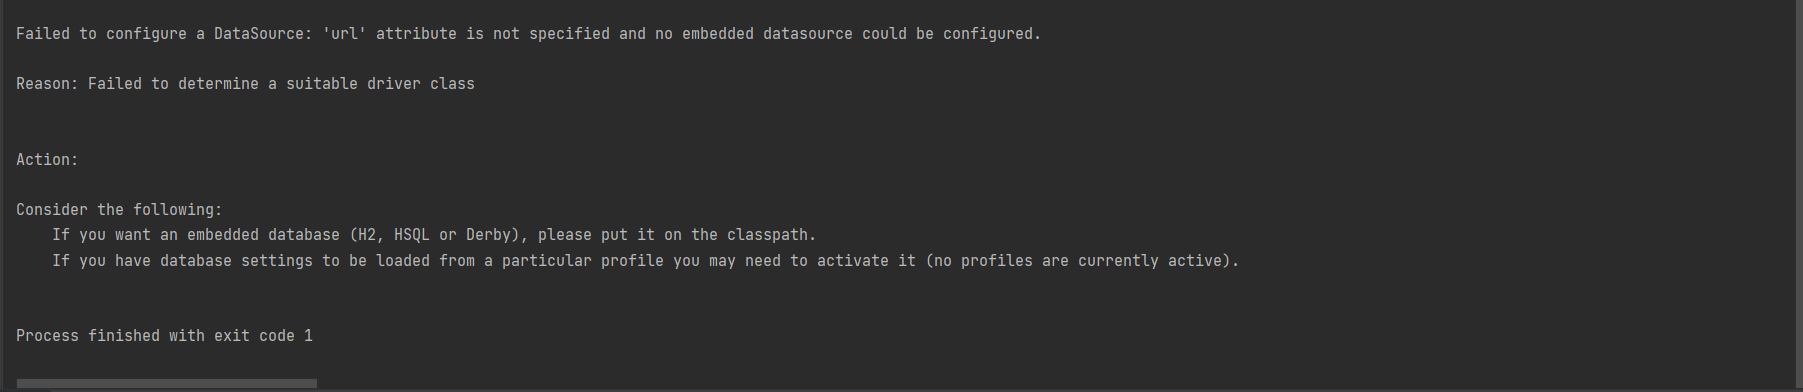 Failed to configure a DataSource: 'url' attribute is not specified and no embedded datasource could be configured.
Reason: Failed to determine a suitable driver class
Action:
Consider the following:
    If you want an embedded database (H2, HSQL or Derby), please put it on the classpath.
    If you have database settings to be loaded from a particular profile you may need to activate it (no profiles are currently active).
Process finished with exit code 1